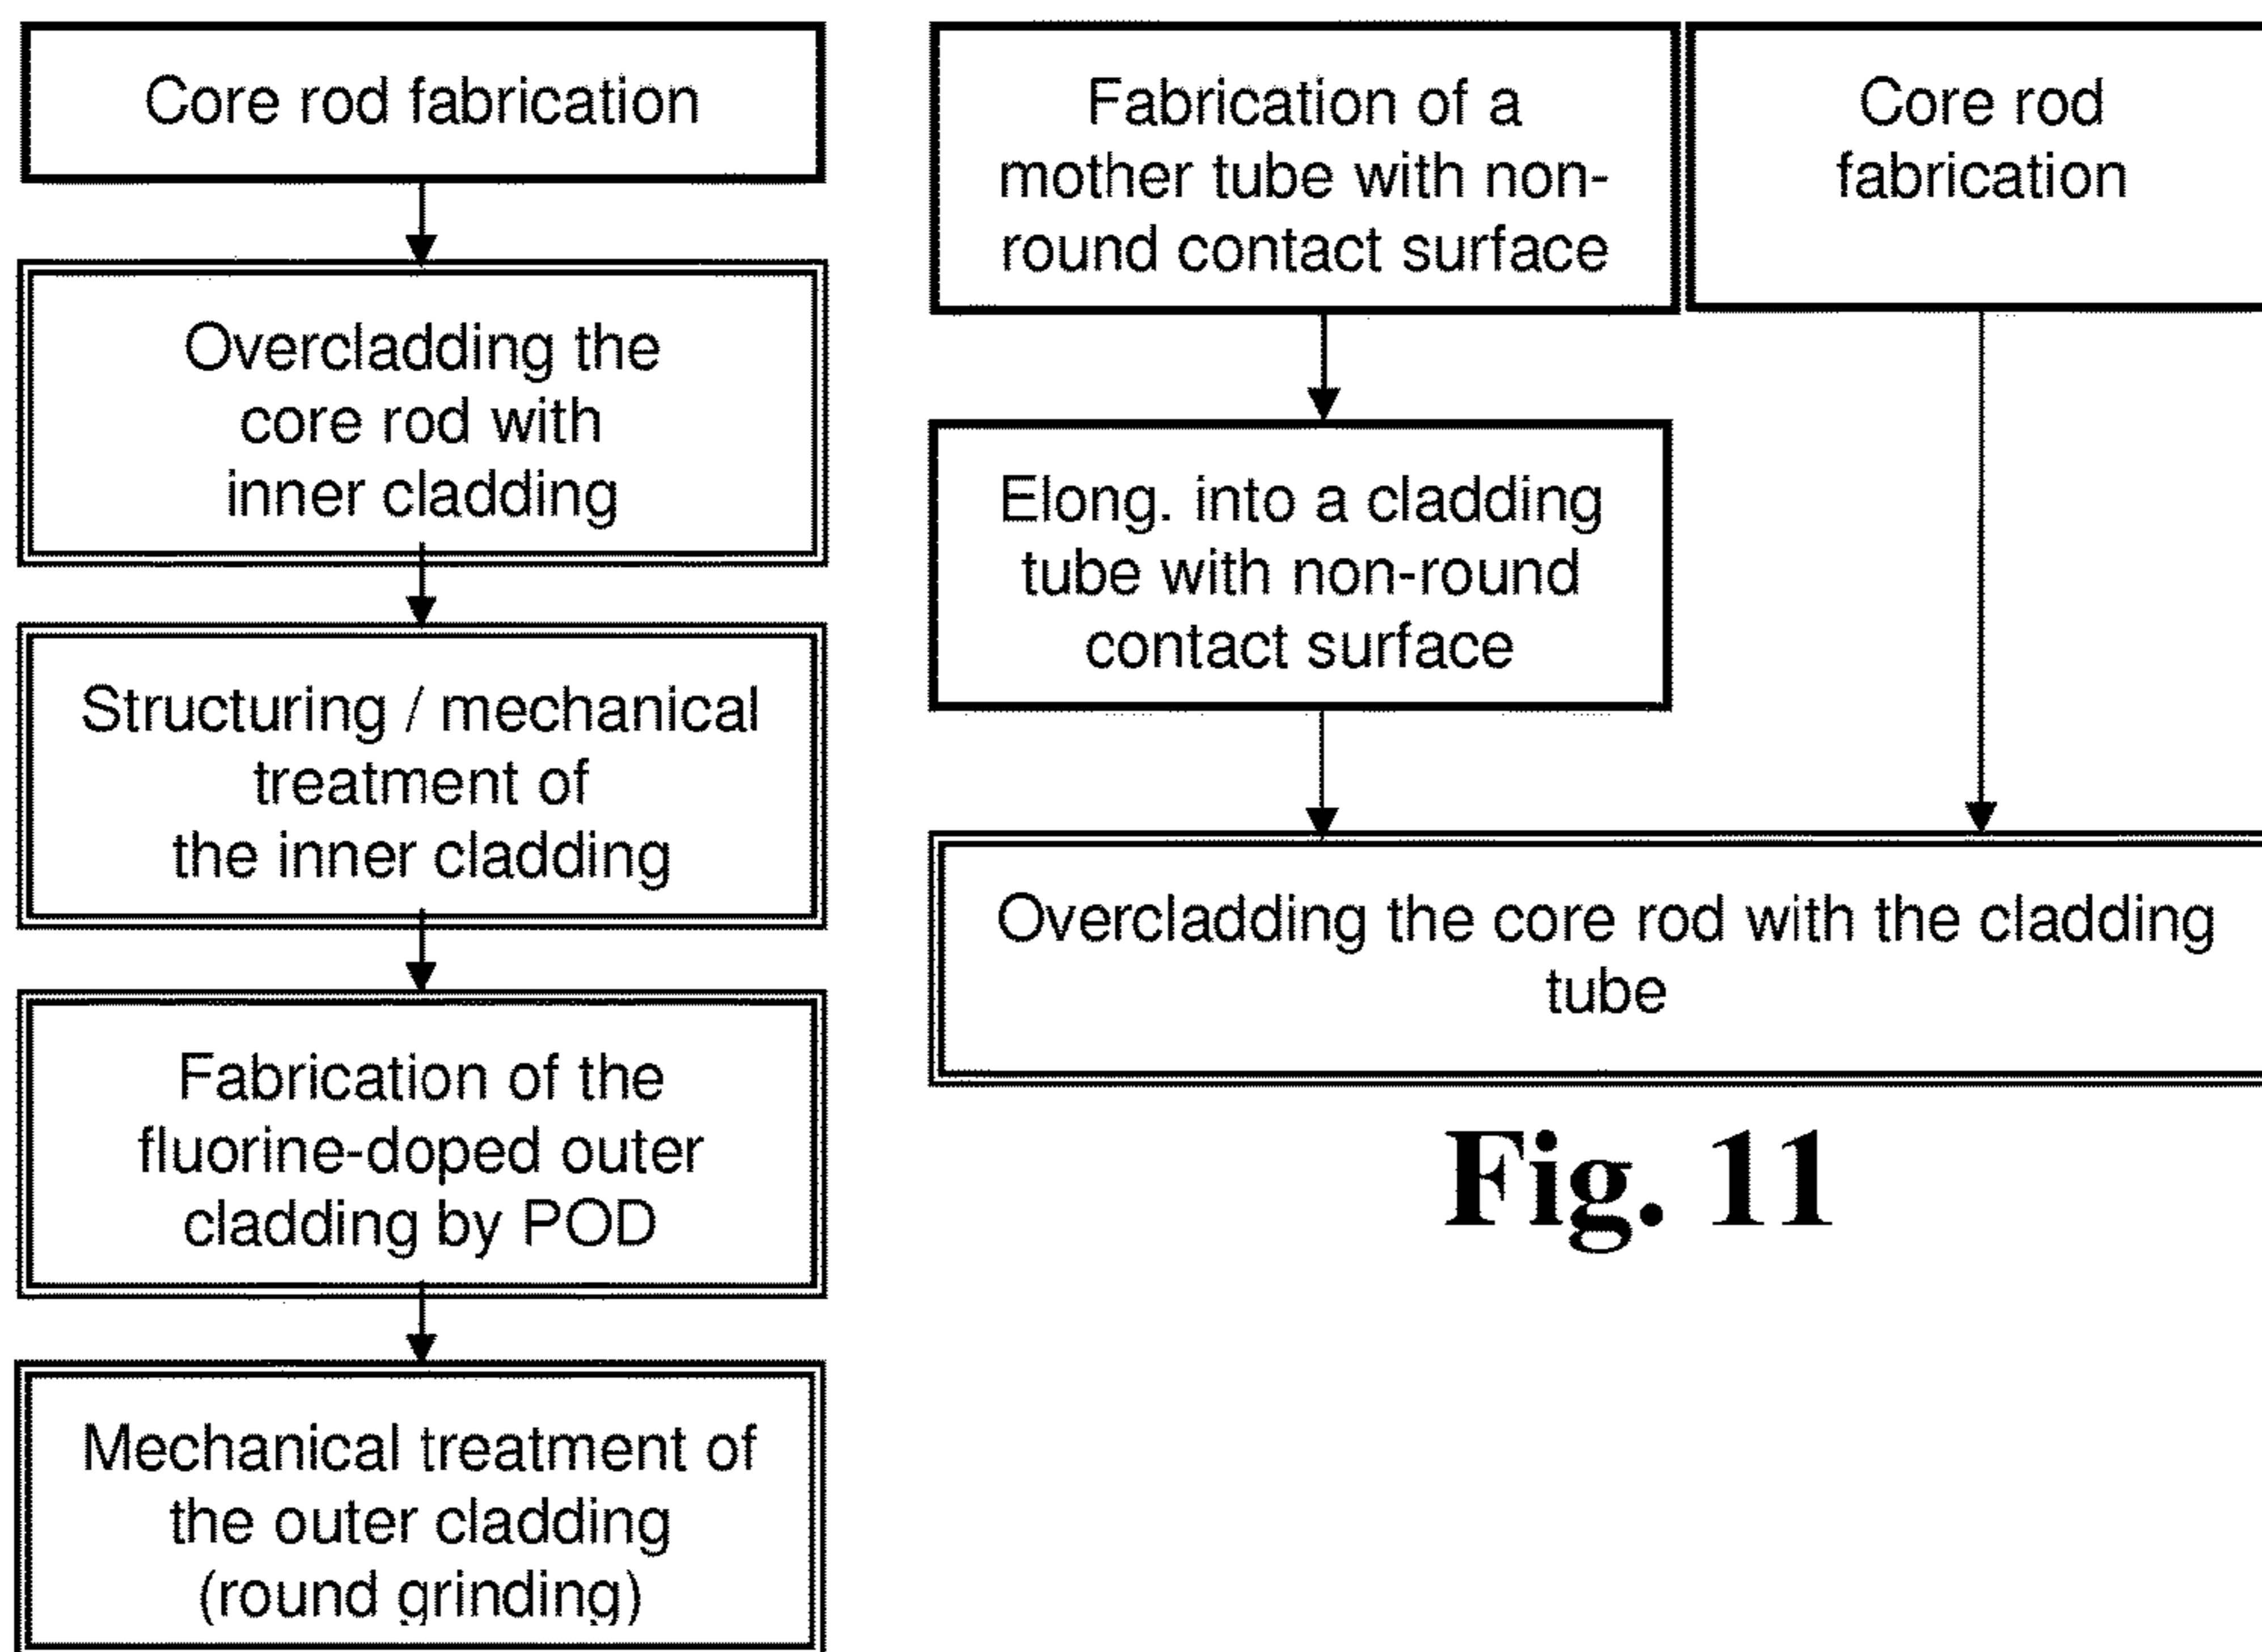 Core rod fabrication
Overcladding the
core rod with
inner cladding
Structuring / mechanical
treatment of
the inner cladding
Fabrication of the
fluorine-doped outer
cladding by POD
Mechanical treatment of
the outer cladding
(round grinding)
Fabrication of a
mother tube with non-
round contact surface
Core rod
fabrication
Elong. into a cladding
tube with non-round
contact surface
Overcladding the core rod with the cladding
tube
Fig. 11